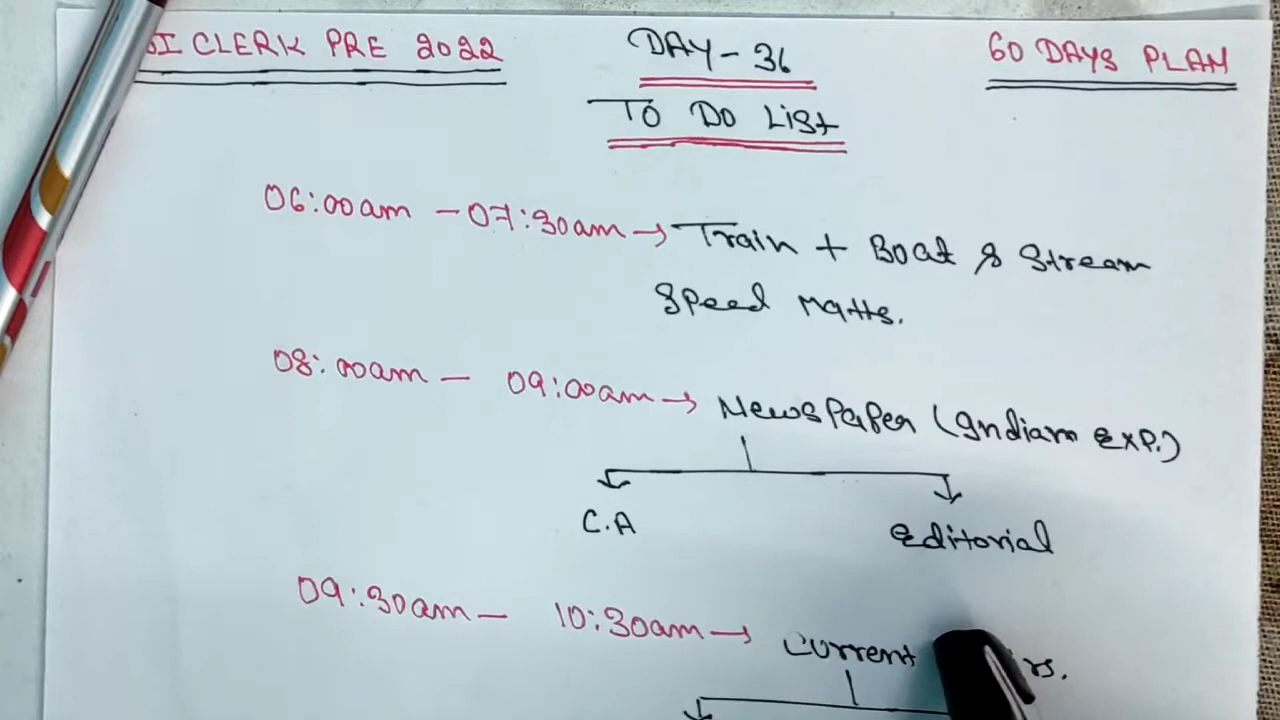 CLERK PRE 2022
DAY-36
60 DAYS PLAN
TO DO LIST
06:00am - 07:30am → Train + Boat & Stream
Speed Maths.
08:00am - 09:00am → Newspaper (Indian Exp.)
C.A
Editorial
09:30am - 10:30am → Current